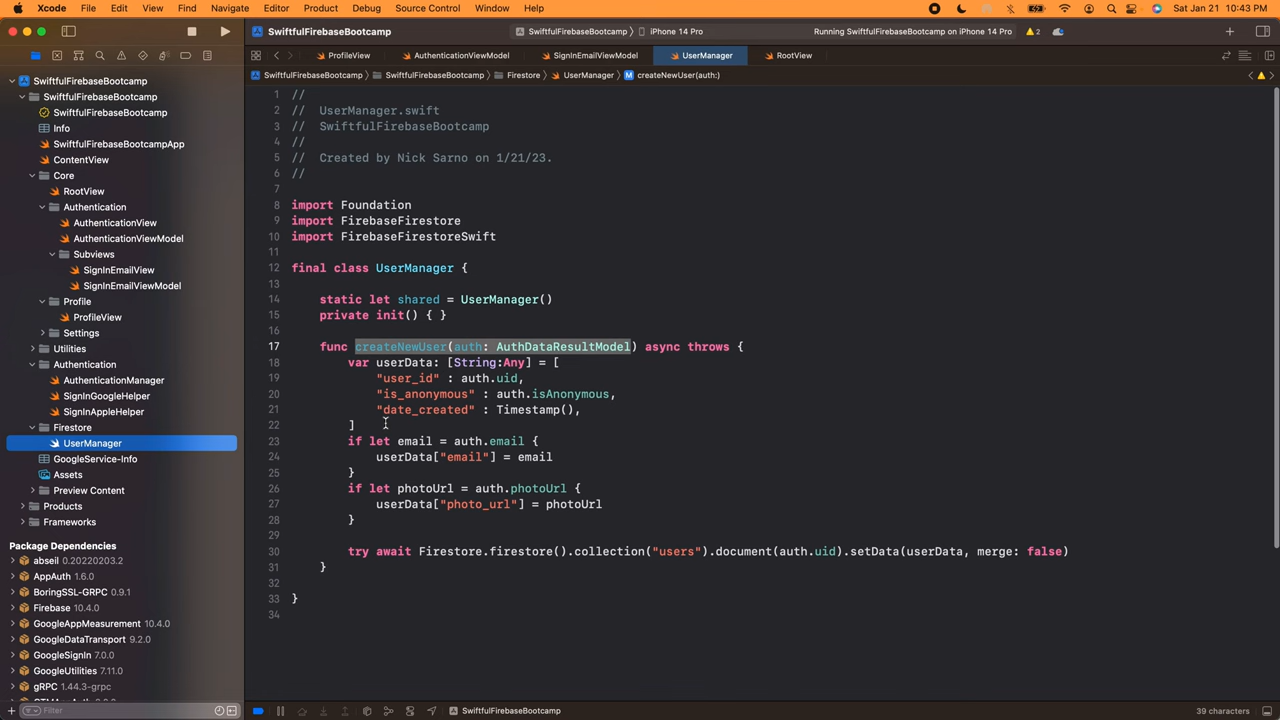 Xcode File Edit View Find Navigate Editor Product Debug Source Control Window Help Sat Jan 21 10:43 PM
SwiftfulFirebaseBootcamp SwiftfulFirebaseBootcamp iPhone 14 Pro Running SwiftfulFirebaseBootcamp on iPhone 14 Pro 2
ProfileView AuthenticationViewModel SignInEmailViewModel UserManager RootView
SwiftfulFirebaseBootcamp SwiftfulFirebaseBootcamp Firestore UserManager M createNewUser(auth:)
SwiftfulFirebaseBootcamp
SwiftfulFirebaseBootcamp
SwiftfulFirebaseBootcamp
Info
SwiftfulFirebaseBootcampApp
ContentView
Core
RootView
Authentication
AuthenticationView
AuthenticationViewModel
Subviews
SignInEmailView
SignInEmailViewModel
Profile
ProfileView
Settings
Utilities
Authentication
AuthenticationManager
SignInGoogleHelper
SignInAppleHelper
Firestore
UserManager
GoogleService-Info
Assets
Preview Content
Products
Frameworks
Package Dependencies
abseil 0.20220203.2
AppAuth 1.6.0
BoringSSL-GRPC 0.9.1
Firebase 10.4.0
GoogleAppMeasurement 10.4.0
GoogleDataTransport 9.2.0
GoogleSignIn 7.0.0
GoogleUtilities 7.11.0
gRPC 1.44.3-grpc
Filter
1 //
2 // UserManager.swift
3 // SwiftfulFirebaseBootcamp
4 //
5 // Created by Nick Sarno on 1/21/23.
6 //
7
8 import Foundation
9 import FirebaseFirestore
10 import FirebaseFirestoreSwift
11
12 final class UserManager {
13
14 static let shared = UserManager()
15 private init() { }
16
17 func createNewUser(auth: AuthDataResultModel) async throws {
18 var userData: [String:Any] = [
19 "user_id" : auth.uid,
20 "is_anonymous" : auth.isAnonymous,
21 "date_created" : Timestamp(),
22 ]
23 if let email = auth.email {
24 userData["email"] = email
25 }
26 if let photoUrl = auth.photoUrl {
27 userData["photo_url"] = photoUrl
28 }
29
30 try await Firestore.firestore().collection("users").document(auth.uid).setData(userData, merge: false)
31 }
32
33 }
34
SwiftfulFirebaseBootcamp 39 characters